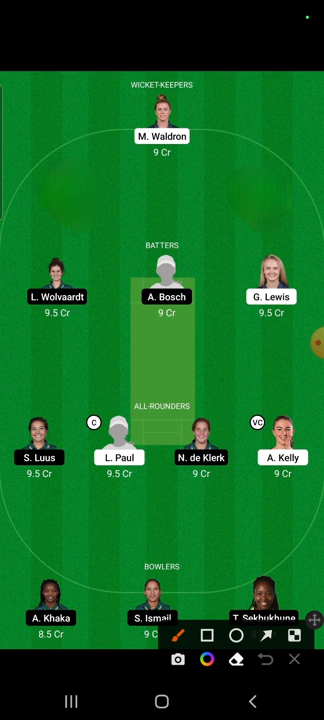 WICKET-KEEPERS
M. Waldron
9 Cr
BATTERS
L. Wolvaardt
A. Bosch
G. Lewis
9.5 Cr
9 Cr
9.5 Cr
ALL-ROUNDERS
C
VC
S. Luus
L. Paul
N. de Klerk
A. Kelly
9.5 Cr
9.5 Cr
9 Cr
9 Cr
BOWLERS
A. Khaka
S. Ismail
T. Sekhukhune
8.5 Cr
9 C